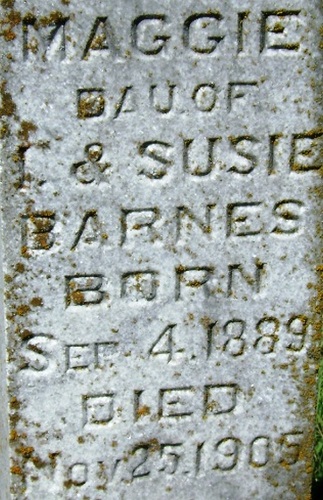 MAGGIE
DAU OF
I. & SUSIE
BARNES
BORN
SEP. 4, 1889
DIED
NOV. 25, 1905